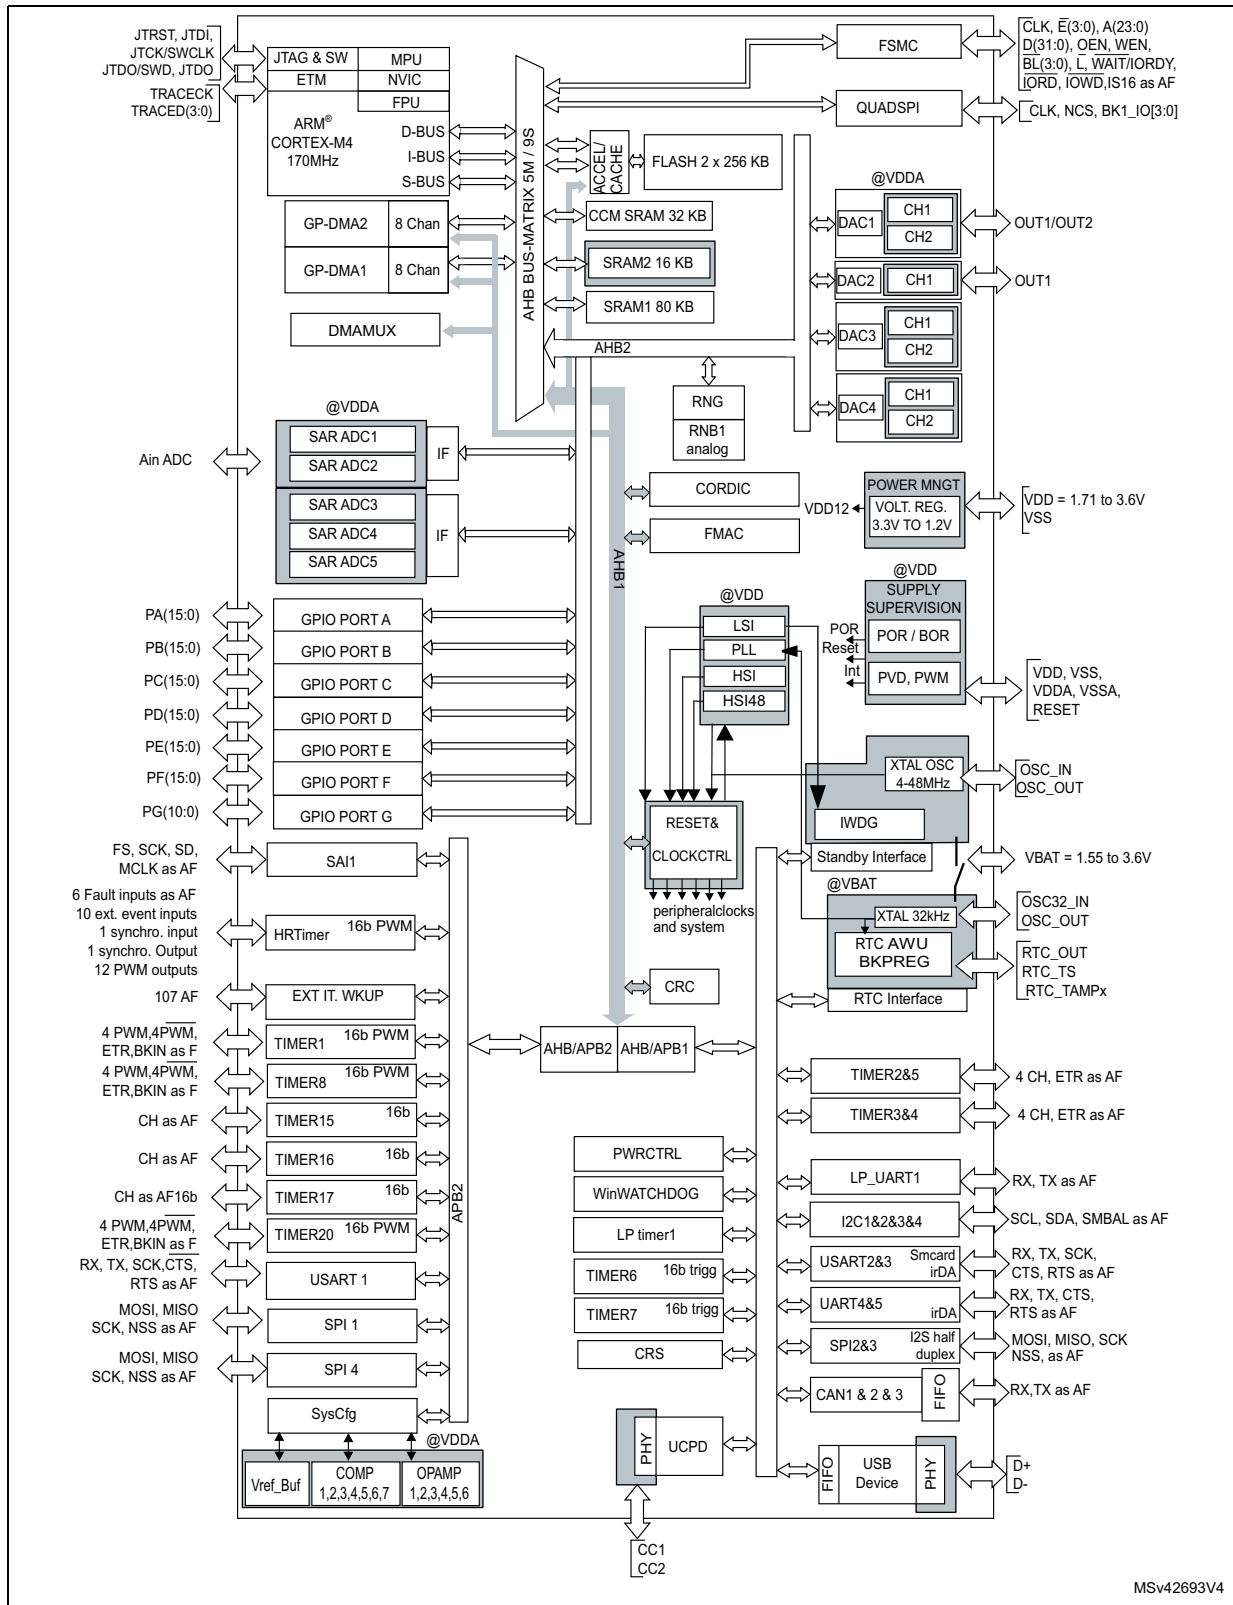 JTRST, JTDI,
JTCK/SWCLK
JTDO/SWD, JTDO
TRACECK
TRACED(3:0)
JTAG & SW
MPU
ETM
NVIC
FPU
ARM®
CORTEX-M4
170MHz
D-BUS
I-BUS
S-BUS
GP-DMA2
8 Chan
GP-DMA1
8 Chan
DMAMUX
AHB BUS-MATRIX 5M / 9S
ACCEL/
CACHE
FLASH 2 x 256 KB
CCM SRAM 32 KB
SRAM2 16 KB
SRAM1 80 KB
AHB2
RNG
RNB1
analog
FSMC
CLK, E(3:0), A(23:0)
D(31:0), OEN, WEN,
BL(3:0), L, WAIT/IORDY,
IORD, IOWD,IS16 as AF
QUADSPI
CLK, NCS, BK1_IO[3:0]
@VDDA
DAC1
CH1
CH2
OUT1/OUT2
DAC2
CH1
OUT1
DAC3
CH1
CH2
DAC4
CH1
CH2
@VDDA
Ain ADC
SAR ADC1
SAR ADC2
IF
SAR ADC3
SAR ADC4
SAR ADC5
IF
CORDIC
FMAC
AHB1
POWER MNGT
VDD12
VOLT. REG.
3.3V TO 1.2V
VDD = 1.71 to 3.6V
VSS
@VDD
SUPPLY
SUPERVISION
POR
Reset
Int
POR / BOR
PVD, PWM
VDD, VSS,
VDDA, VSSA,
RESET
@VDD
LSI
PLL
HSI
HSI48
PA(15:0)
GPIO PORT A
PB(15:0)
GPIO PORT B
PC(15:0)
GPIO PORT C
PD(15:0)
GPIO PORT D
PE(15:0)
GPIO PORT E
PF(15:0)
GPIO PORT F
PG(10:0)
GPIO PORT G
XTAL OSC
4-48MHz
OSC_IN
OSC_OUT
IWDG
RESET&
CLOCKCTRL
peripheralclocks
and system
Standby Interface
VBAT = 1.55 to 3.6V
@VBAT
XTAL 32kHz
OSC32_IN
OSC_OUT
RTC AWU
BKPREG
RTC_OUT
RTC_TS
RTC_TAMPx
RTC Interface
FS, SCK, SD,
MCLK as AF
SAI1
6 Fault inputs as AF
10 ext. event inputs
1 synchro. input
1 synchro. Output
12 PWM outputs
HRTimer
16b PWM
107 AF
EXT IT. WKUP
CRC
4 PWM,4PWM,
ETR,BKIN as F
TIMER1
16b PWM
AHB/APB2
AHB/APB1
4 PWM,4PWM,
ETR,BKIN as F
TIMER8
16b PWM
CH as AF
TIMER15
16b
CH as AF
TIMER16
16b
CH as AF16b
TIMER17
16b
4 PWM,4PWM,
ETR,BKIN as F
TIMER20
16b PWM
APB2
RX, TX, SCK,CTS,
RTS as AF
USART 1
MOSI, MISO
SCK, NSS as AF
SPI 1
MOSI, MISO
SCK, NSS as AF
SPI 4
SysCfg
@VDDA
Vref_Buf
COMP
1,2,3,4,5,6,7
OPAMP
1,2,3,4,5,6
PWRCTRL
WinWATCHDOG
LP timer1
TIMER6
16b trigg
TIMER7
16b trigg
CRS
PHY
UCPD
CC1
CC2
TIMER2&5
4 CH, ETR as AF
TIMER3&4
4 CH, ETR as AF
LP_UART1
RX, TX as AF
I2C1&2&3&4
SCL, SDA, SMBAL as AF
USART2&3
Smcard
irDA
RX, TX, SCK,
CTS, RTS as AF
UART4&5
irDA
RX, TX, CTS,
RTS as AF
SPI2&3
I2S half
duplex
MOSI, MISO, SCK
NSS, as AF
CAN1 & 2 & 3
FIFO
RX,TX as AF
FIFO
USB
Device
PHY
D+
D-
MSv42693V4